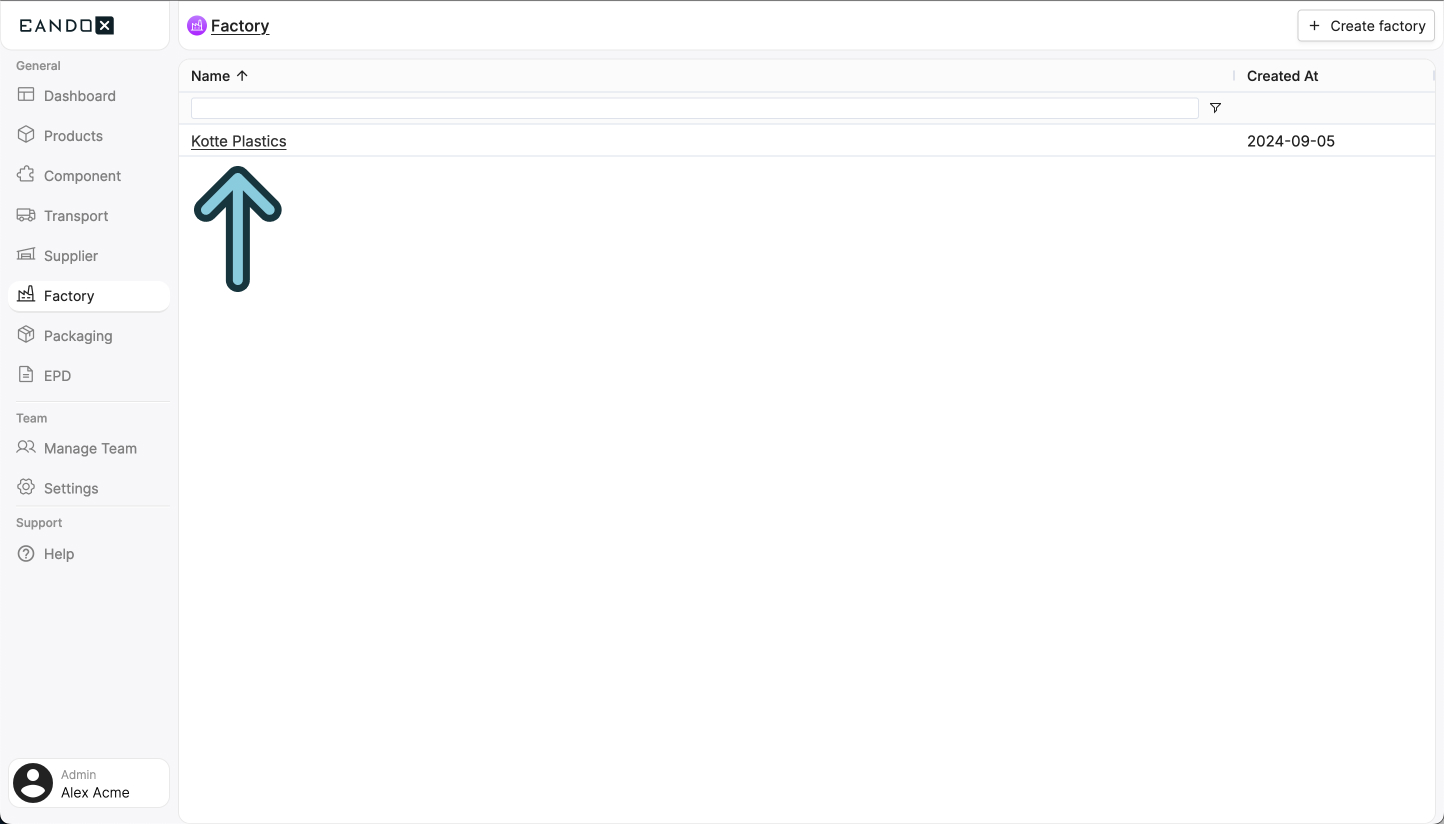 EANDOX
General
Dashboard
Products
Component
Transport
Supplier
Factory
Packaging
EPD
Team
Manage Team
Settings
Support
Help
Admin
Alex Acme
Factory
+ Create factory
Name ↑ Created At
Kotte Plastics 2024-09-05